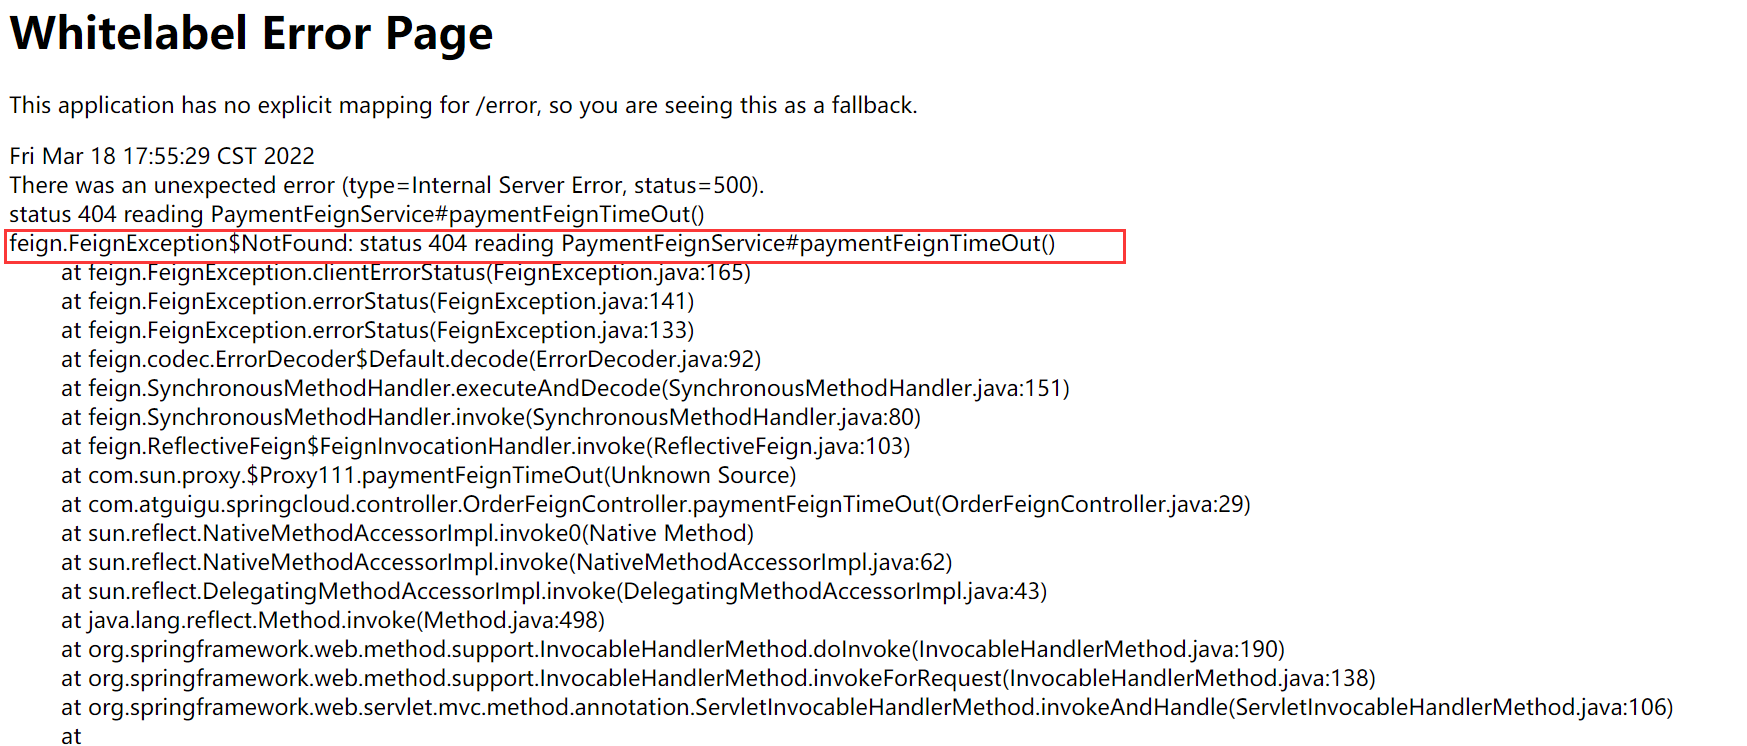 Whitelabel Error Page
This application has no explicit mapping for /error, so you are seeing this as a fallback.
Fri Mar 18 17:55:29 CST 2022
There was an unexpected error (type=Internal Server Error, status=500).
status 404 reading PaymentFeignService#paymentFeignTimeOut()
feign.FeignException$NotFound: status 404 reading PaymentFeignService#paymentFeignTimeOut()
at feign.FeignException.clientErrorStatus(FeignException.java:165)
at feign.FeignException.errorStatus(FeignException.java:141)
at feign.FeignException.errorStatus(FeignException.java:133)
at feign.codec.ErrorDecoder$Default.decode(ErrorDecoder.java:92)
at feign.SynchronousMethodHandler.executeAndDecode(SynchronousMethodHandler.java:151)
at feign.SynchronousMethodHandler.invoke(SynchronousMethodHandler.java:80)
at feign.ReflectiveFeign$FeignInvocationHandler.invoke(ReflectiveFeign.java:103)
at com.sun.proxy.$Proxy111.paymentFeignTimeOut(Unknown Source)
at com.atguigu.springcloud.controller.OrderFeignController.paymentFeignTimeOut(OrderFeignController.java:29)
at sun.reflect.NativeMethodAccessorImpl.invoke0(Native Method)
at sun.reflect.NativeMethodAccessorImpl.invoke(NativeMethodAccessorImpl.java:62)
at sun.reflect.DelegatingMethodAccessorImpl.invoke(DelegatingMethodAccessorImpl.java:43)
at java.lang.reflect.Method.invoke(Method.java:498)
at org.springframework.web.method.support.InvocableHandlerMethod.doInvoke(InvocableHandlerMethod.java:190)
at org.springframework.web.method.support.InvocableHandlerMethod.invokeForRequest(InvocableHandlerMethod.java:138)
at org.springframework.web.servlet.mvc.method.annotation.ServletInvocableHandlerMethod.invokeAndHandle(ServletInvocableHandlerMethod.java:106)
at